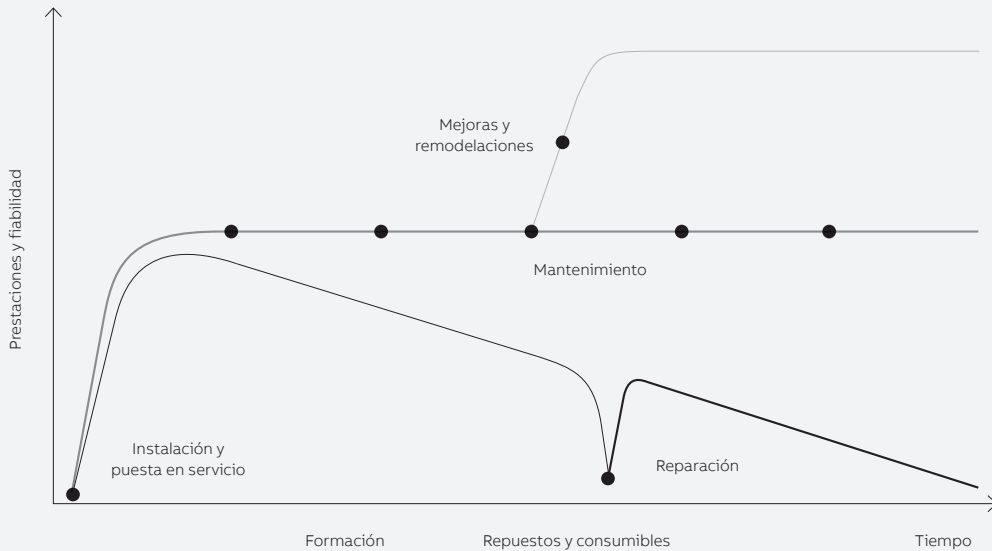 Mejoras y
remodelaciones
Prestaciones y fiabilidad
Mantenimiento
Instalación y
puesta en servicio
Reparación
Formación
Repuestos y consumibles
Tiempo